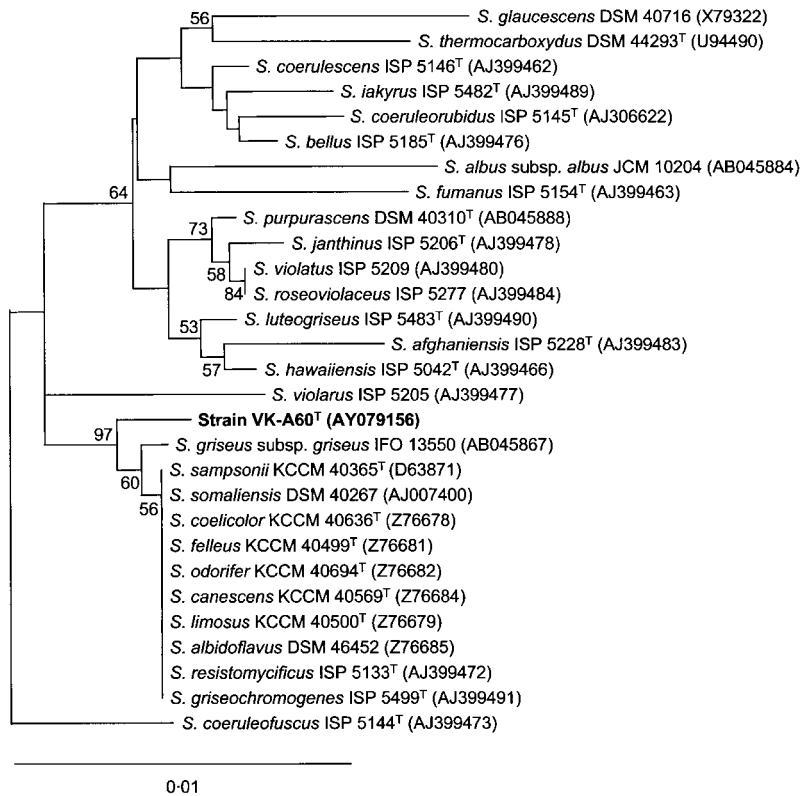 56
S. glaucescens DSM 40716 (X79322)
S. thermocarboxydus DSM 44293ᵀ (U94490)
S. coerulescens ISP 5146ᵀ (AJ399462)
S. iakyrus ISP 5482ᵀ (AJ399489)
S. coeruleorubidus ISP 5145ᵀ (AJ306622)
S. bellus ISP 5185ᵀ (AJ399476)
S. albus subsp. albus JCM 10204 (AB045884)
64
S. fumanus ISP 5154ᵀ (AJ399463)
S. purpurascens DSM 40310ᵀ (AB045888)
73
S. janthinus ISP 5206ᵀ (AJ399478)
58
S. violatus ISP 5209 (AJ399480)
84
S. roseoviolaceus ISP 5277 (AJ399484)
S. luteogriseus ISP 5483ᵀ (AJ399490)
53
S. afghaniensis ISP 5228ᵀ (AJ399483)
57
S. hawaiiensis ISP 5042ᵀ (AJ399466)
S. violarus ISP 5205 (AJ399477)
Strain VK-A60ᵀ (AY079156)
97
S. griseus subsp. griseus IFO 13550 (AB045867)
S. sampsonii KCCM 40365ᵀ (D63871)
60
S. somaliensis DSM 40267 (AJ007400)
56
S. coelicolor KCCM 40636ᵀ (Z76678)
S. felleus KCCM 40499ᵀ (Z76681)
S. odorifer KCCM 40694ᵀ (Z76682)
S. canescens KCCM 40569ᵀ (Z76684)
S. limosus KCCM 40500ᵀ (Z76679)
S. albidoflavus DSM 46452 (Z76685)
S. resistomycificus ISP 5133ᵀ (AJ399472)
S. griseochromogenes ISP 5499ᵀ (AJ399491)
S. coeruleofuscus ISP 5144ᵀ (AJ399473)
0·01